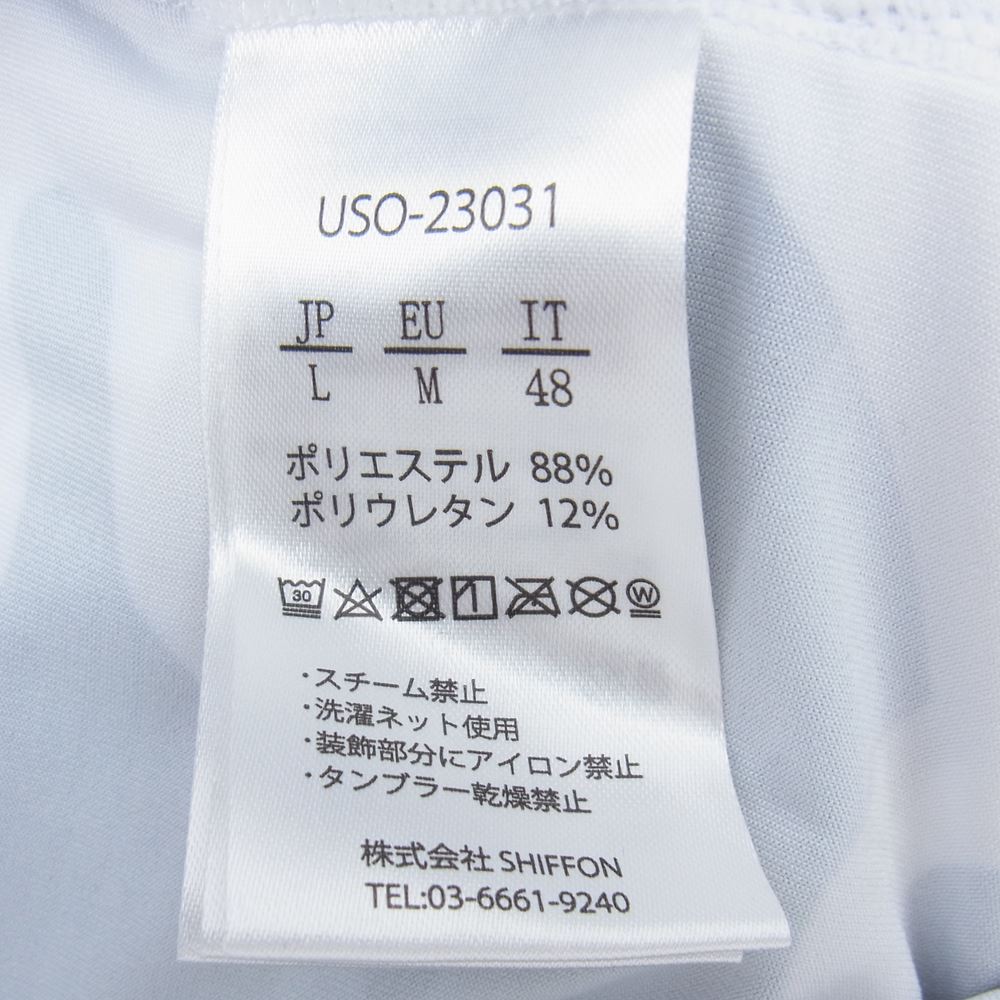 USO-23031
JP EU IT
L M 48
ポリエステル 88%
ポリウレタン 12%
30 W
・スチーム禁止
・洗濯ネット使用
・装飾部分にアイロン禁止
・タンブラー乾燥禁止
株式会社 SHIFFON
TEL:03-6661-9240